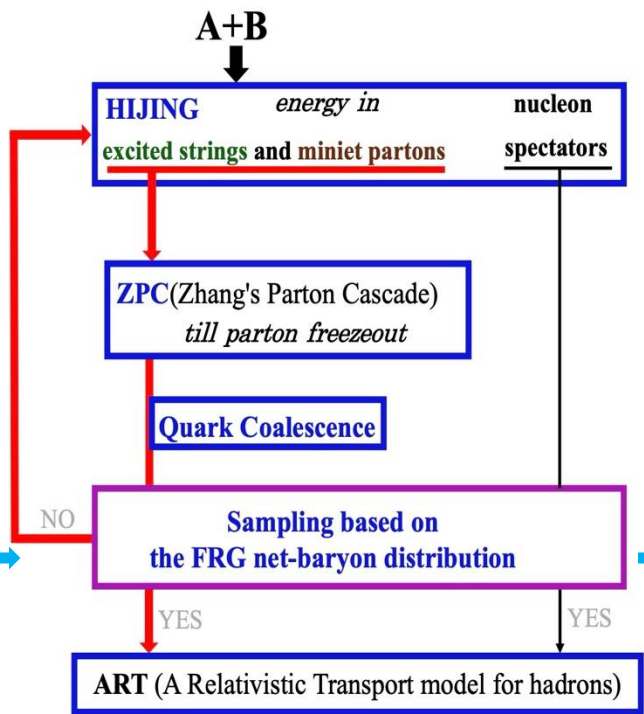 A+B
HIJING energy in nucleon
excited strings and miniet partons spectators
ZPC(Zhang's Parton Cascade)
till parton freezeout
Quark Coalescence
Sampling based on
NO
the FRG net-baryon distribution
YES YES
ART (A Relativistic Transport model for hadrons)